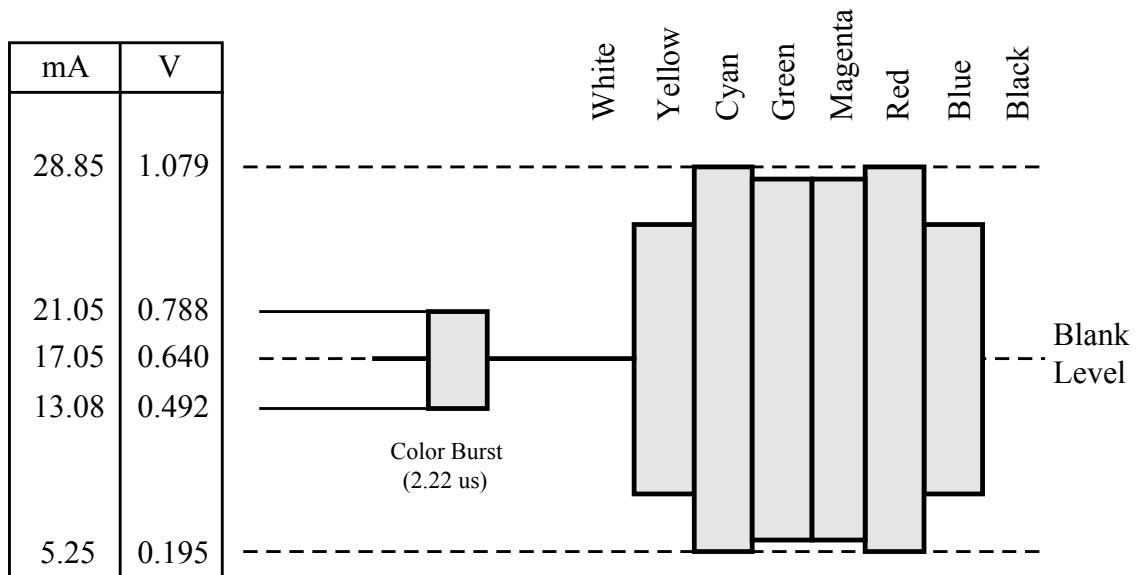 mA V
White
Yellow
Cyan
Green
Magenta
Red
Blue
Black
28.85 1.079
21.05 0.788
17.05 0.640
13.08 0.492
5.25 0.195
Blank
Level
Color Burst
(2.22 us)